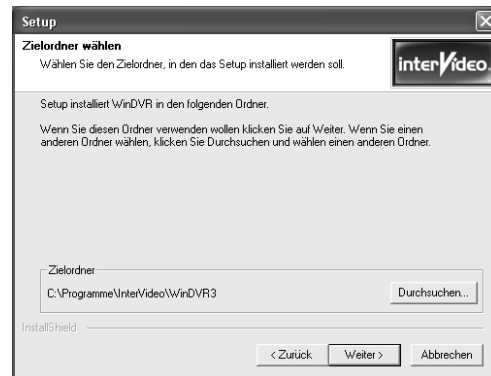 Setup
Zielordner wählen
Wählen Sie den Zielordner, in den das Setup installiert werden soll.
interVideo.
Setup installiert WinDVR in den folgenden Ordner.
Wenn Sie diesen Ordner verwenden wollen klicken Sie auf Weiter. Wenn Sie einen
anderen Ordner wählen, klicken Sie Durchsuchen und wählen einen anderen Ordner.
Zielordner
C:\Programme\InterVideo\WinDVR3
Durchsuchen...
InstallShield
< Zurück
Weiter >
Abbrechen